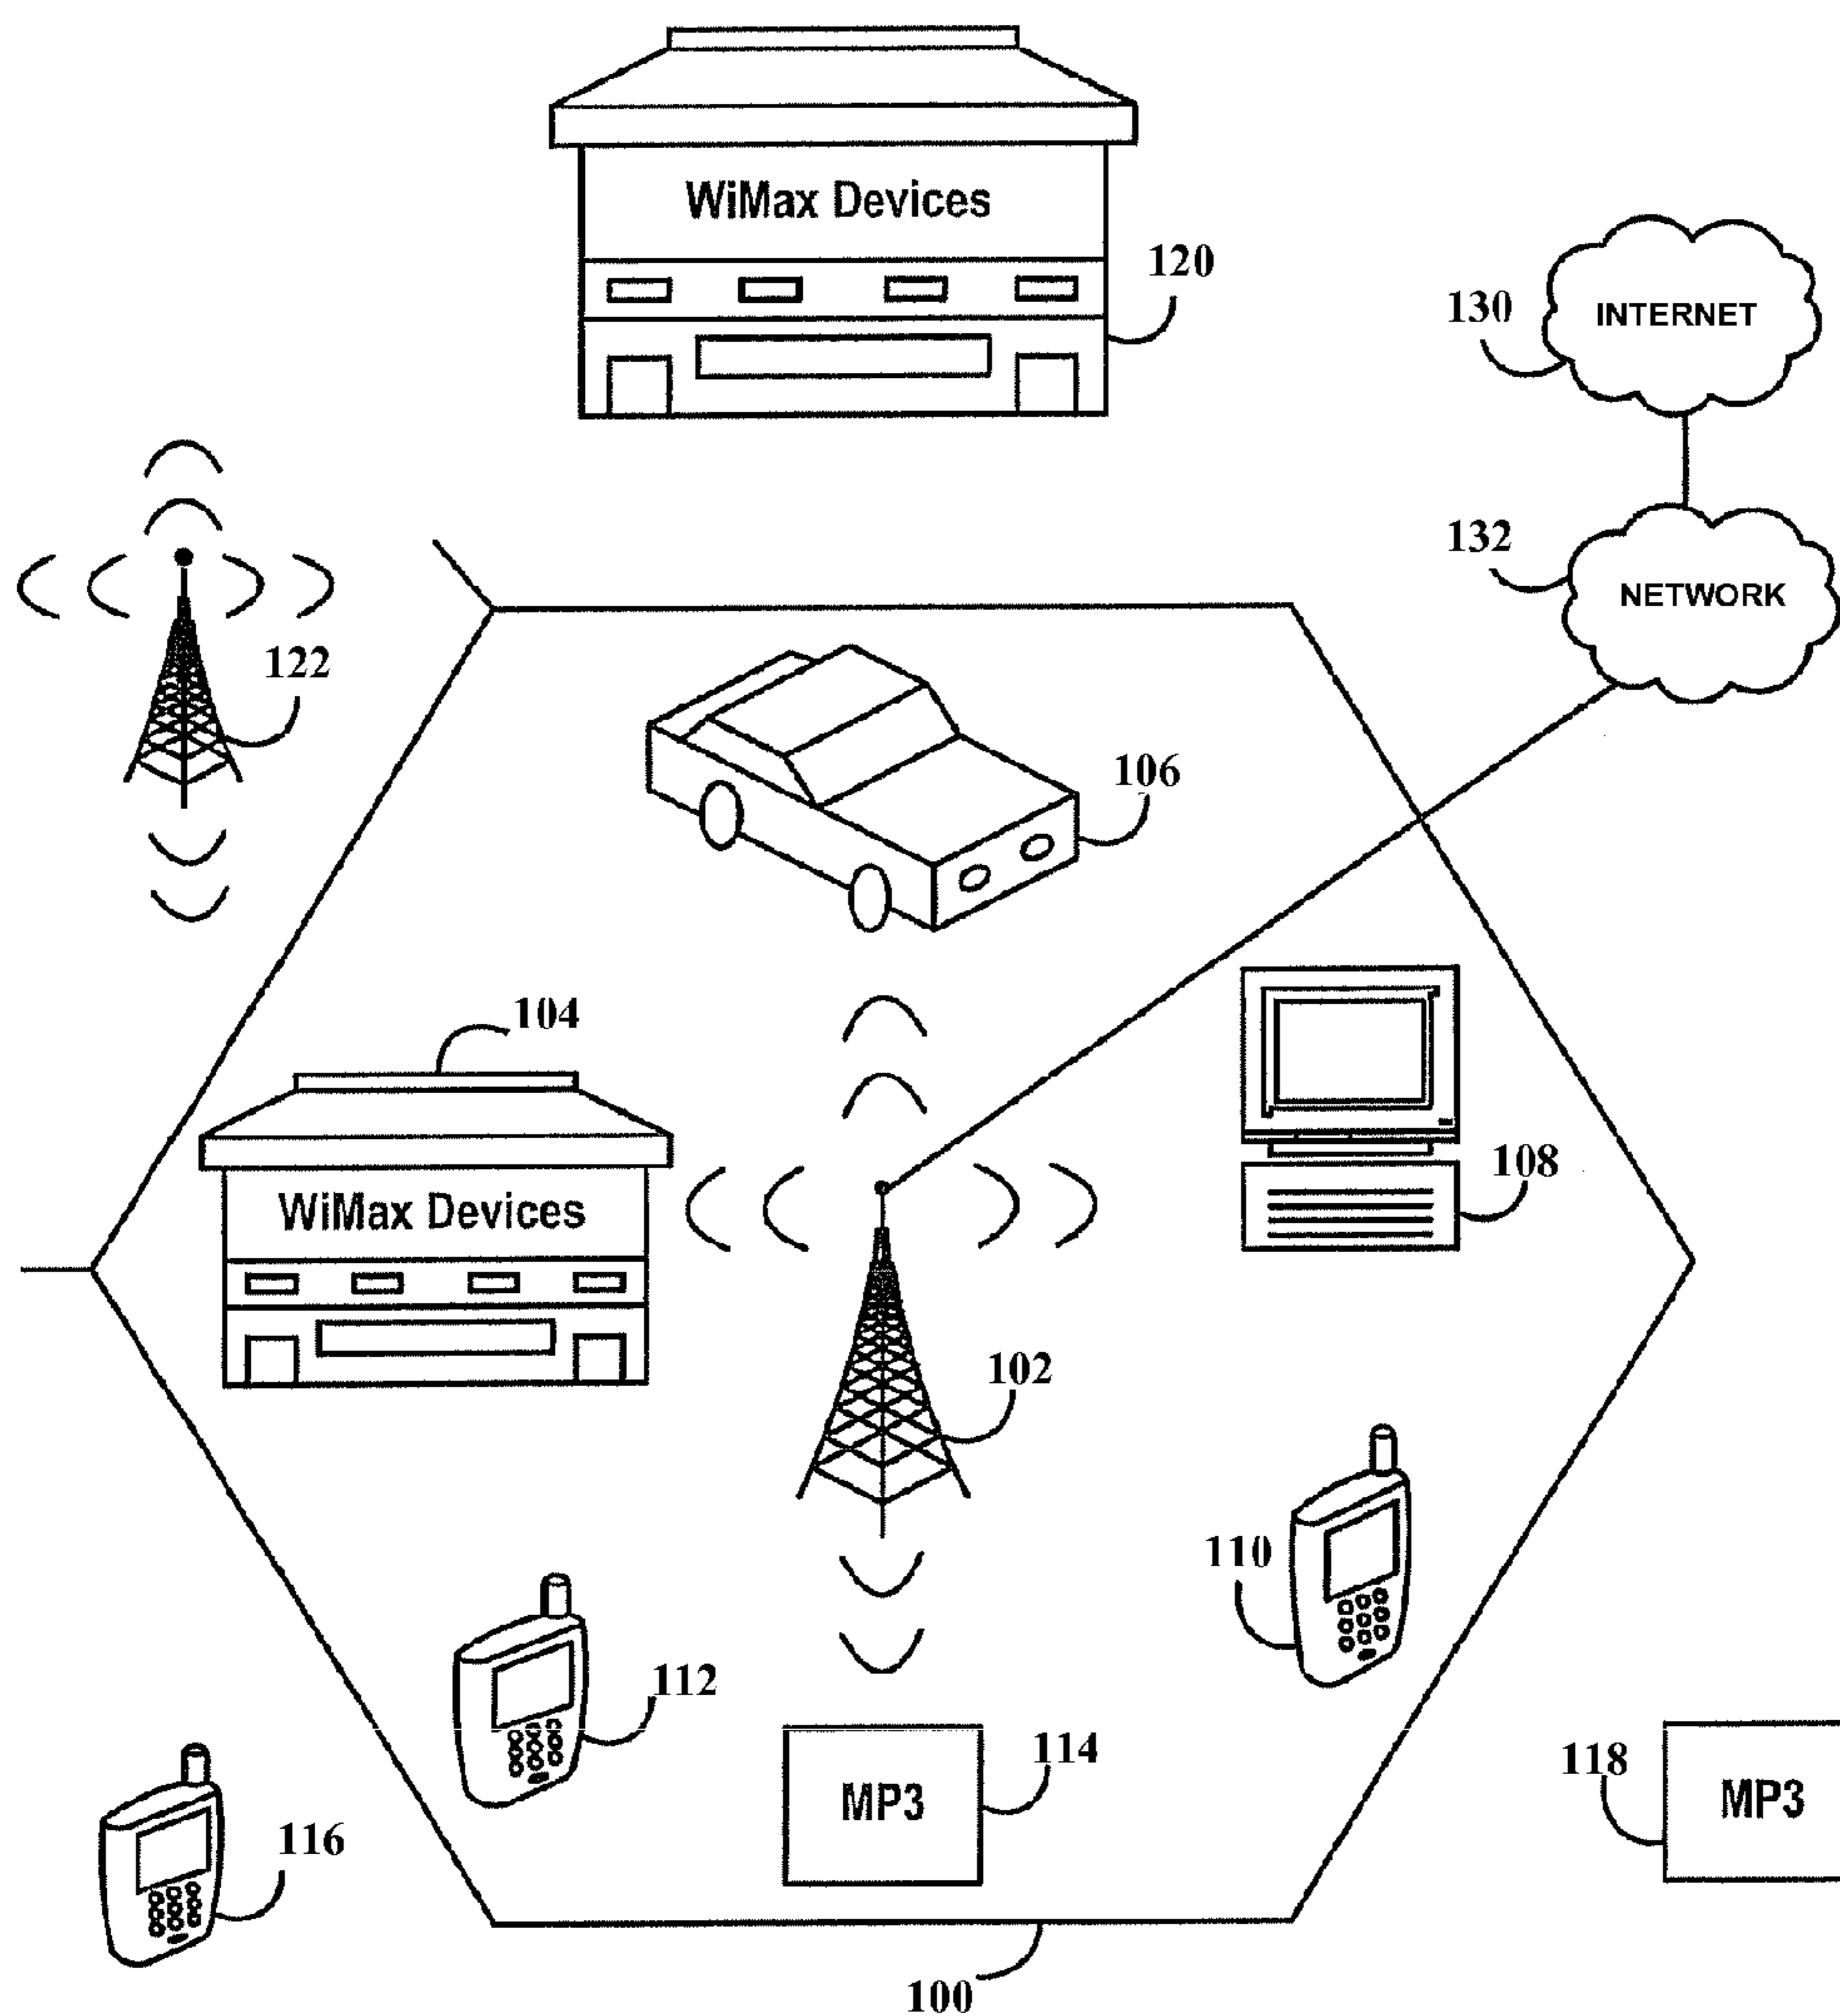 WiMax Devices
120
130
INTERNET
132
NETWORK
122
106
104
WiMax Devices
108
102
110
112
114
MP3
118
MP3
116
100